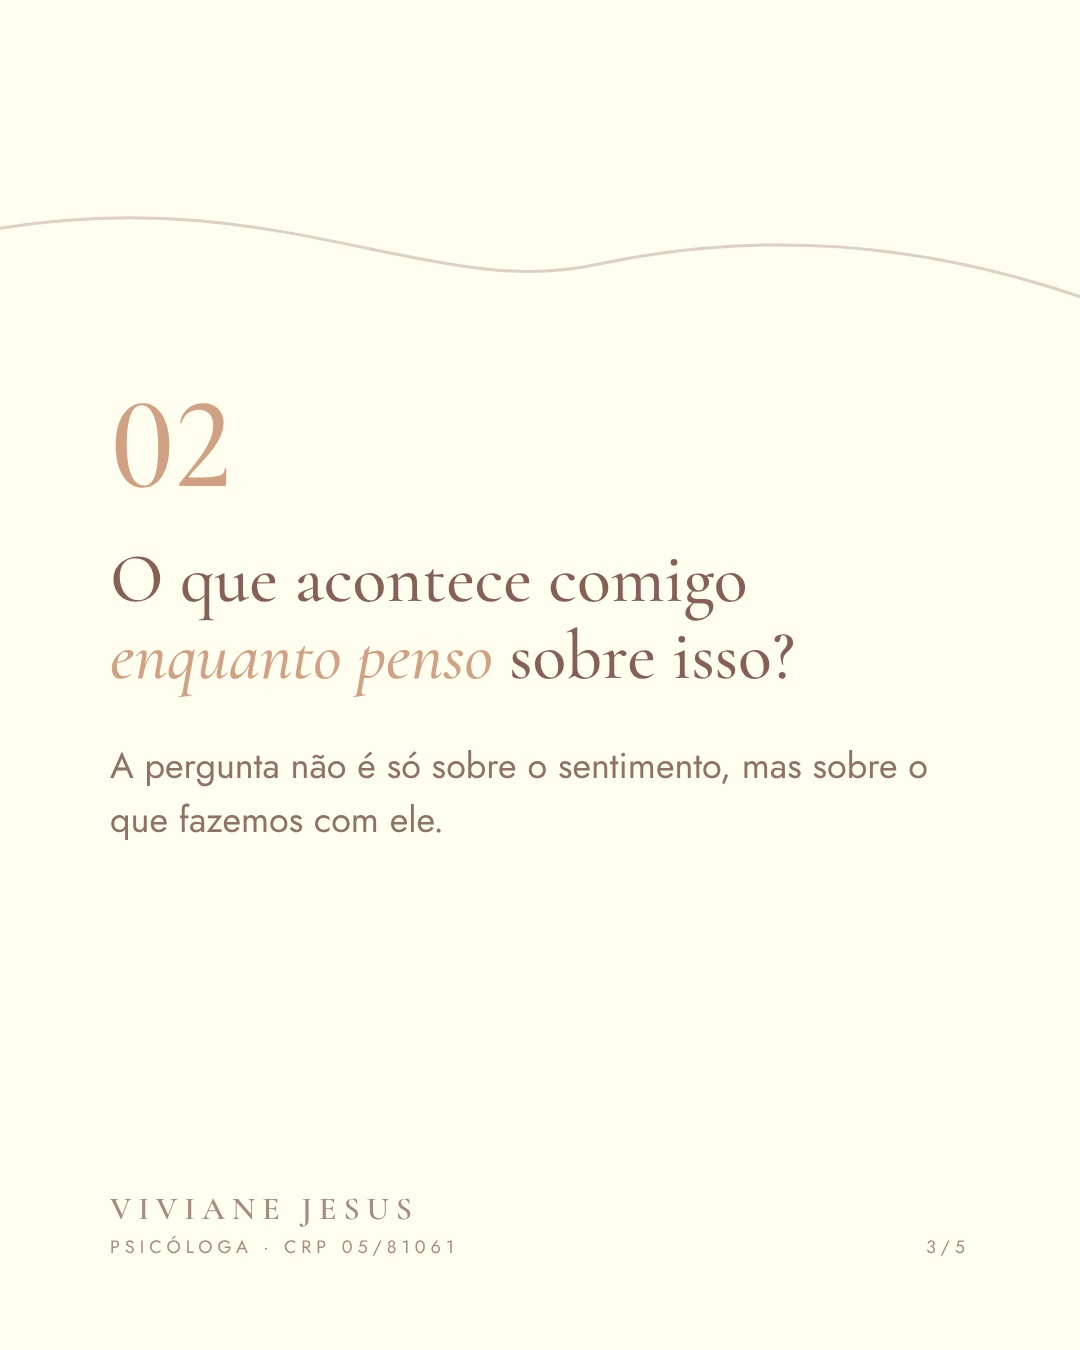 02
O que acontece comigo
enquanto penso sobre isso?
A pergunta não é só sobre o sentimento, mas sobre o
que fazemos com ele.
VIVIANE JESUS
PSICÓLOGA · CRP 05/81061
3/5